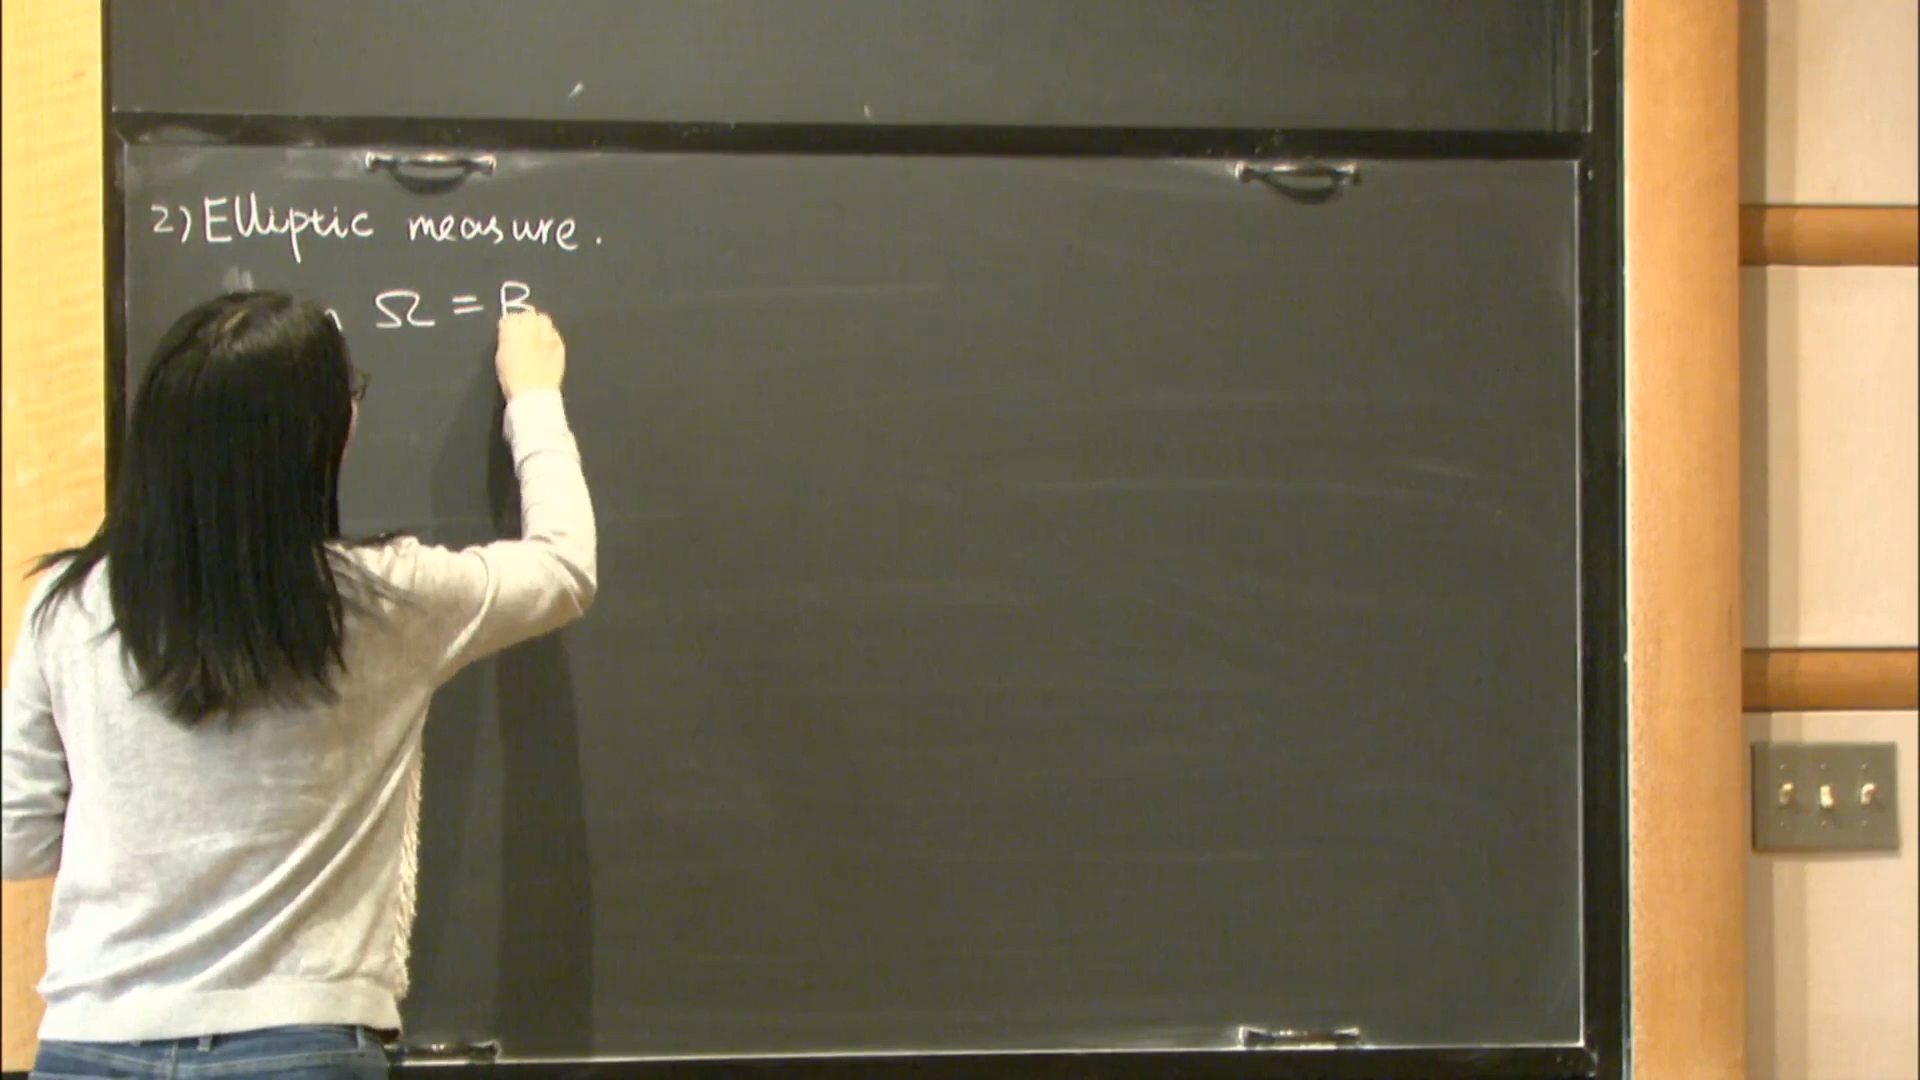 2) Elliptic measure.
Ω = B